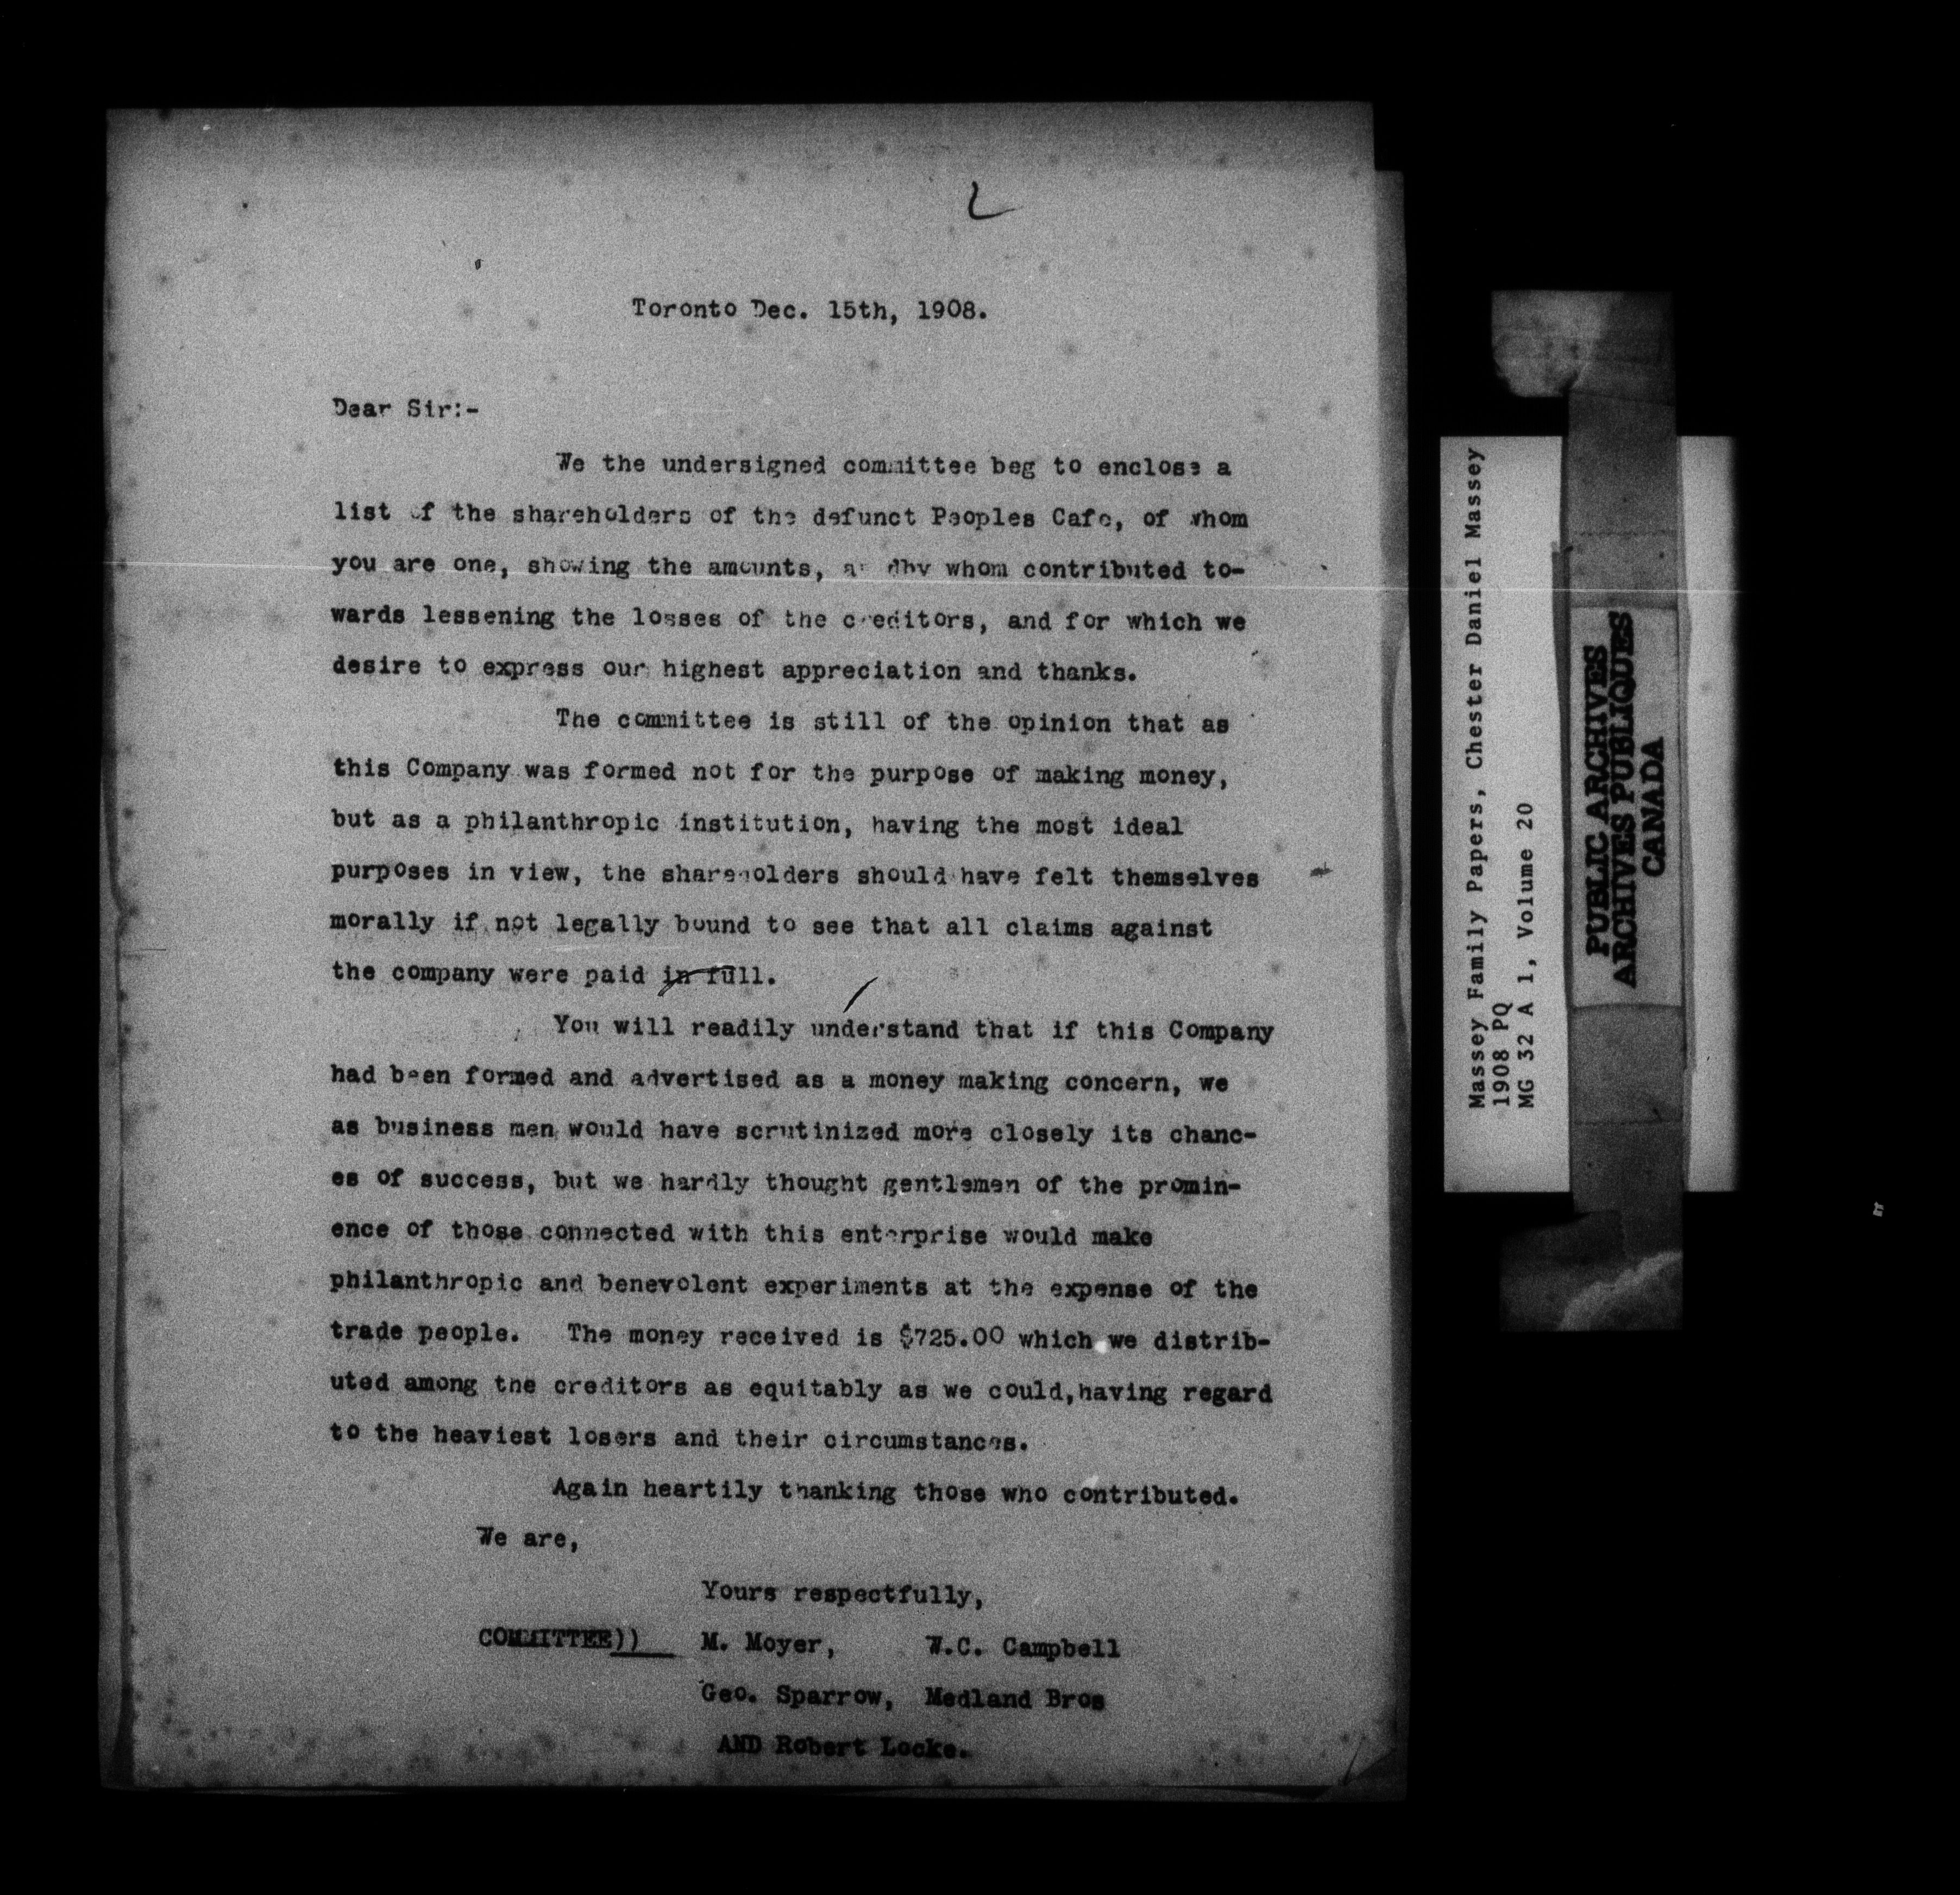 2
Toronto Dec. 15th, 1908.
Dear Sir:-
We the undersigned committee beg to enclose a
list of the shareholders of the defunct Peoples Cafe, of whom
you are one, showing the amounts, an dby whom contributed to-
wards lessening the losses of the creditors, and for which we
desire to express our highest appreciation and thanks.
The committee is still of the opinion that as
this Company was formed not for the purpose of making money,
but as a philanthropic institution, having the most ideal
purposes in view, the shareholders should have felt themselves
morally if not legally bound to see that all claims against
the company were paid in full.
You will readily understand that if this Company
had been formed and advertised as a money making concern, we
as business men would have scrutinized more closely its chanc-
es of success, but we hardly thought gentlemen of the promin-
ence of those connected with this enterprise would make
philanthropic and benevolent experiments at the expense of the
trade people. The money received is $725.00 which we distrib-
uted among the creditors as equitably as we could,having regard
to the heaviest losers and their circumstances.
Again heartily thanking those who contributed.
We are,
Yours respectfully,
COMMITTEE)) M. Moyer, W.C. Campbell
Geo. Sparrow, Medland Bros
AND Robert Locke.
Massey Family Papers, Chester Daniel Massey
1908 PQ
MG 32 A 1, Volume 20
PUBLIC ARCHIVES
ARCHIVES PUBLIQUES
CANADA